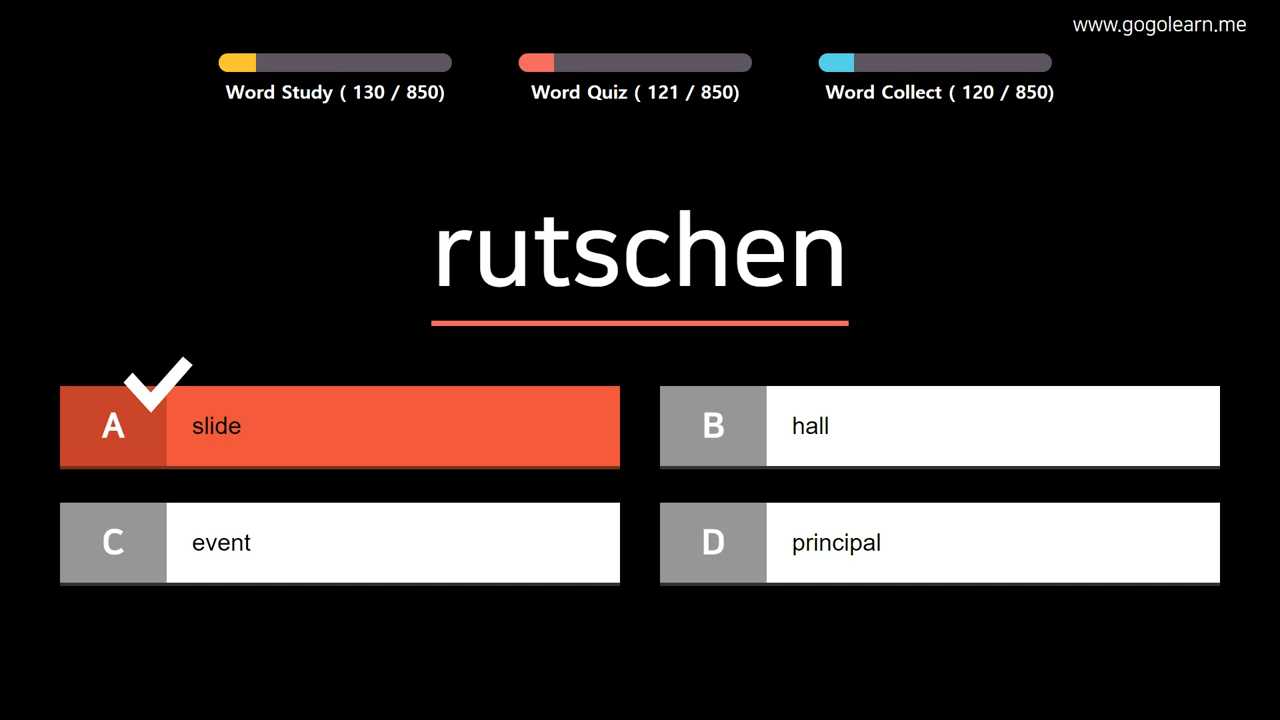 www.gogolearn.me
Word Study ( 130 / 850)
Word Quiz ( 121 / 850)
Word Collect ( 120 / 850)
rutschen
A slide
B hall
C event
D principal